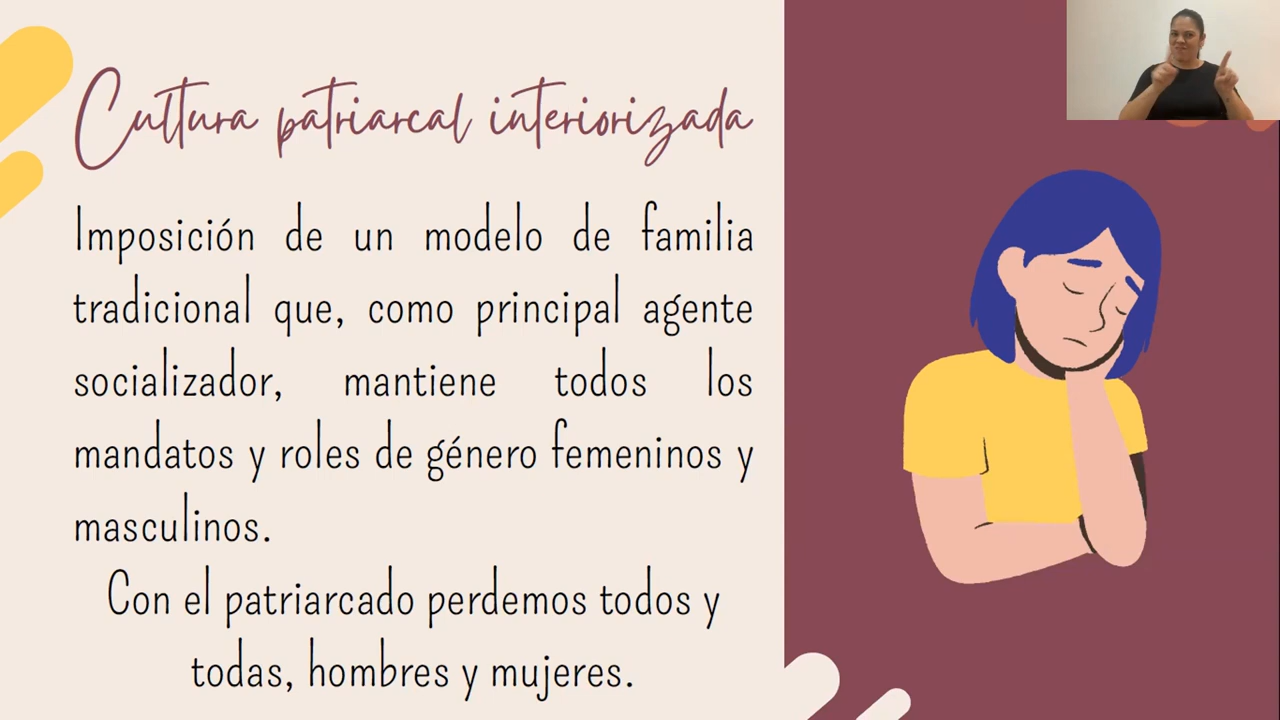 Cultura patriarcal interiorizada
Imposición de un modelo de familia
tradicional que, como principal agente
socializador, mantiene todos los
mandatos y roles de género femeninos y
masculinos.
Con el patriarcado perdemos todos y
todas, hombres y mujeres.